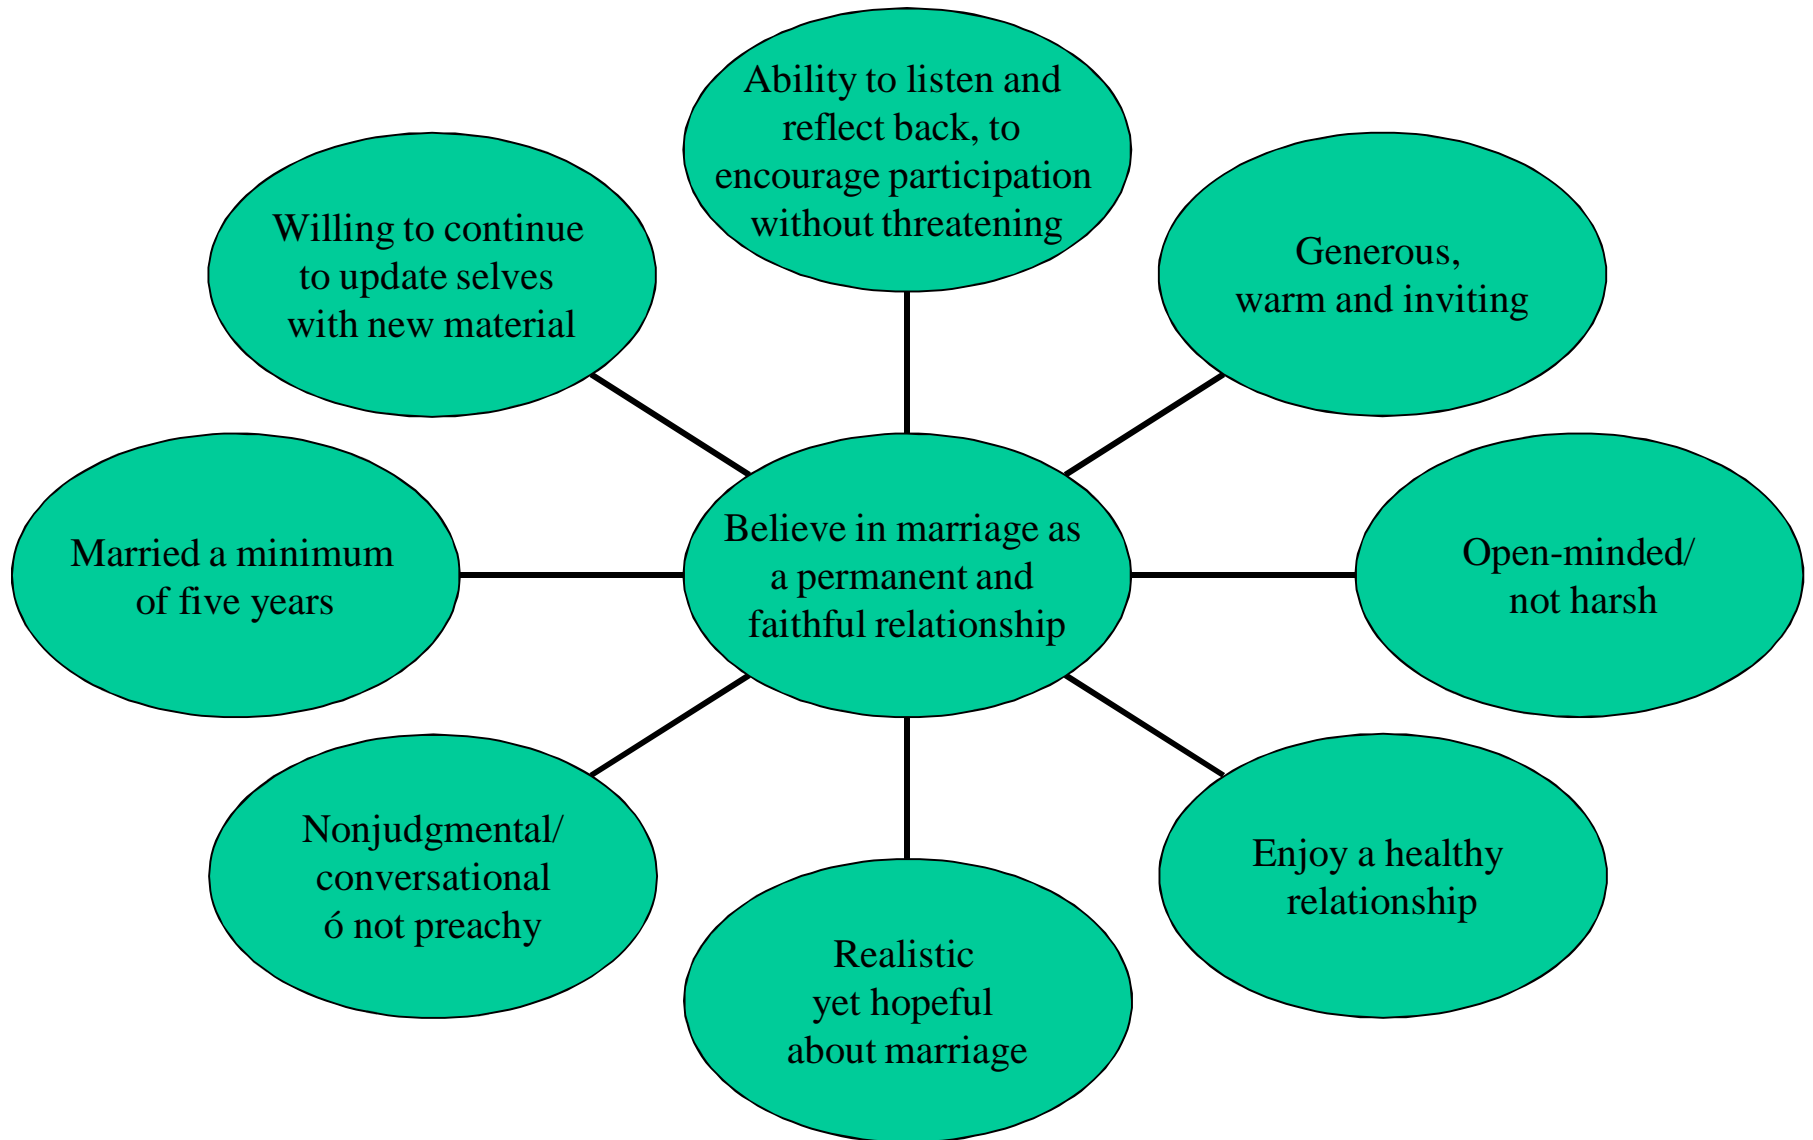 Ability to listen and
reflect back, to
encourage participation
without threatening
Willing to continue
to update selves
with new material
Generous,
warm and inviting
Married a minimum
of five years
Believe in marriage as
a permanent and
faithful relationship
Open-minded/
not harsh
Nonjudgmental/
conversational
ó not preachy
Enjoy a healthy
relationship
Realistic
yet hopeful
about marriage